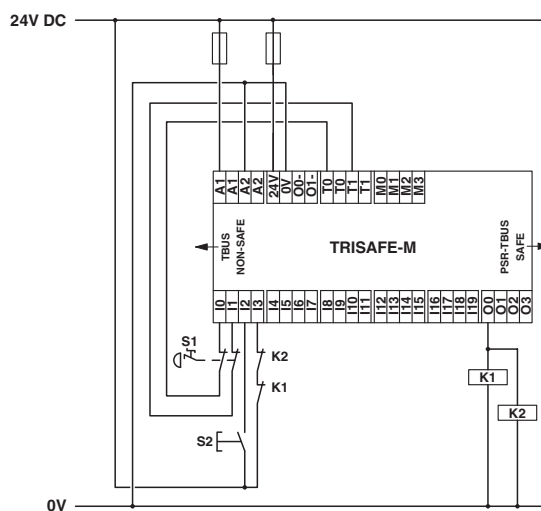 24V DC
A1 A1 A2 A2 24V 0V O0- O1- T0 T0 T1 T1 M0 M1 M2 M3
TBUS
NON-SAFE
TRISAFE-M
PSR-TBUS
SAFE
I0 I1 I2 I3 I4 I5 I6 I7 I8 I9 I10 I11 I12 I13 I14 I15 I16 I17 I18 I19 O0 O1 O2 O3
S1
K2
K1
K1
K2
S2
0V